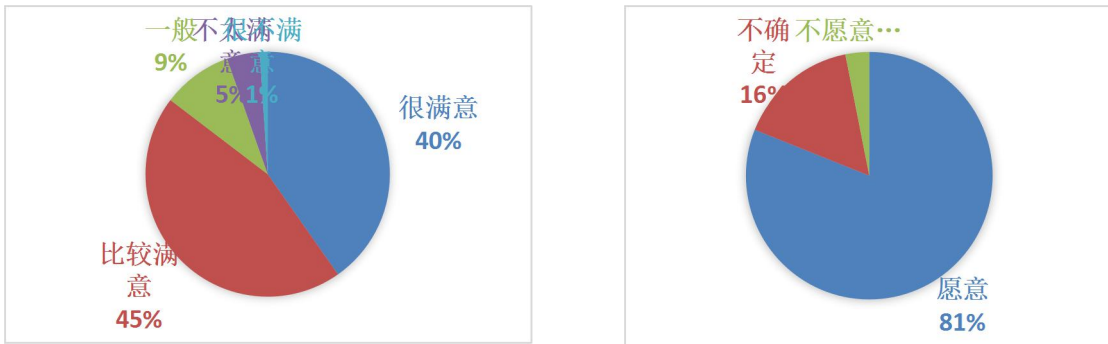 一般
9%
不太满
意
5%
很不满
意
1%
很满意
40%
比较满
意
45%
不确
定
16%
不愿意…
愿意
81%